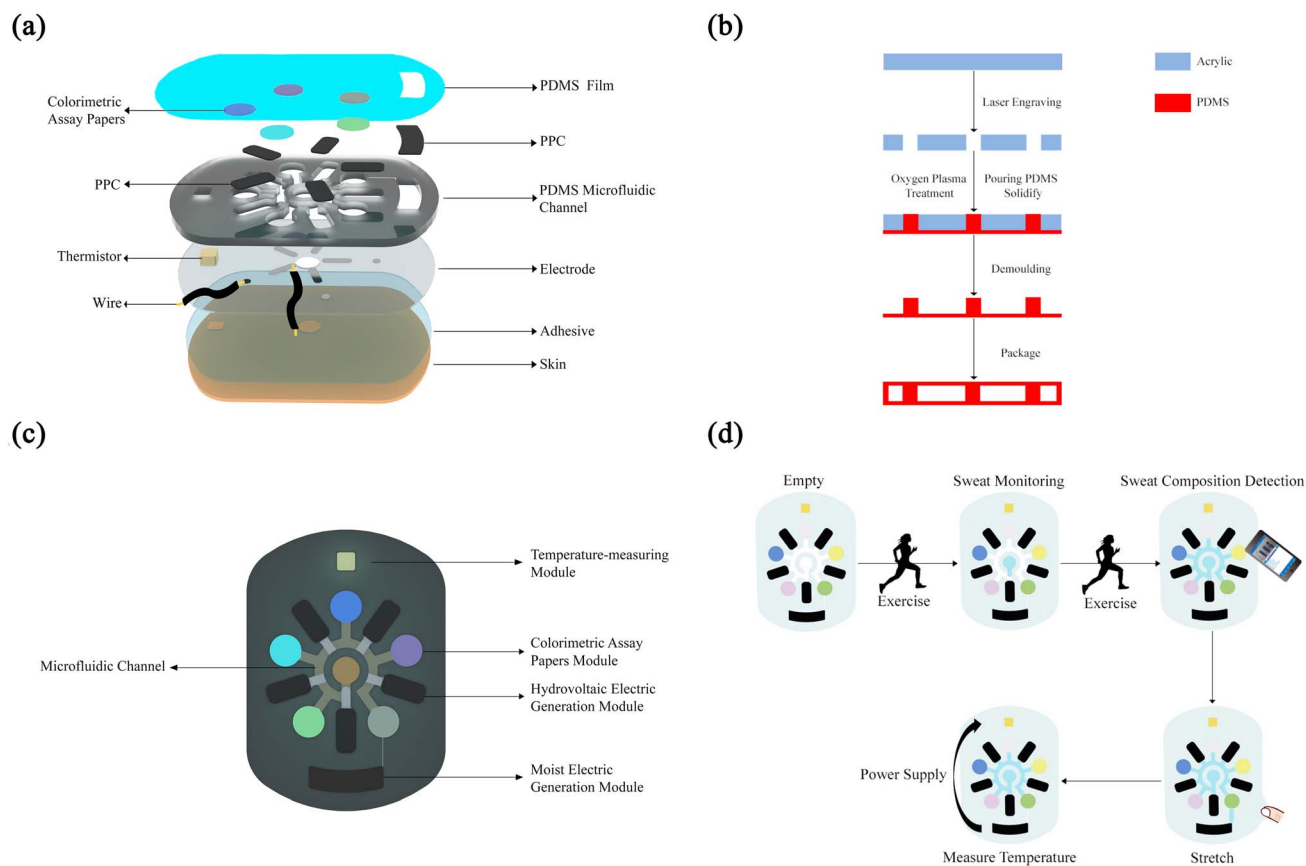 (a)
Colorimetric
Assay Papers
PPC
Thermistor
Wire
PDMS Film
PPC
PDMS Microfluidic
Channel
Electrode
Adhesive
Skin
(b)
Acrylic
PDMS
Laser Engraving
Oxygen Plasma
Treatment
Pouring PDMS
Solidify
Demoulding
Package
(c)
Microfluidic Channel
Temperature-measuring
Module
Colorimetric Assay
Papers Module
Hydrovoltaic Electric
Generation Module
Moist Electric
Generation Module
(d)
Empty
Exercise
Sweat Monitoring
Exercise
Sweat Composition Detection
Power Supply
Measure Temperature
Stretch